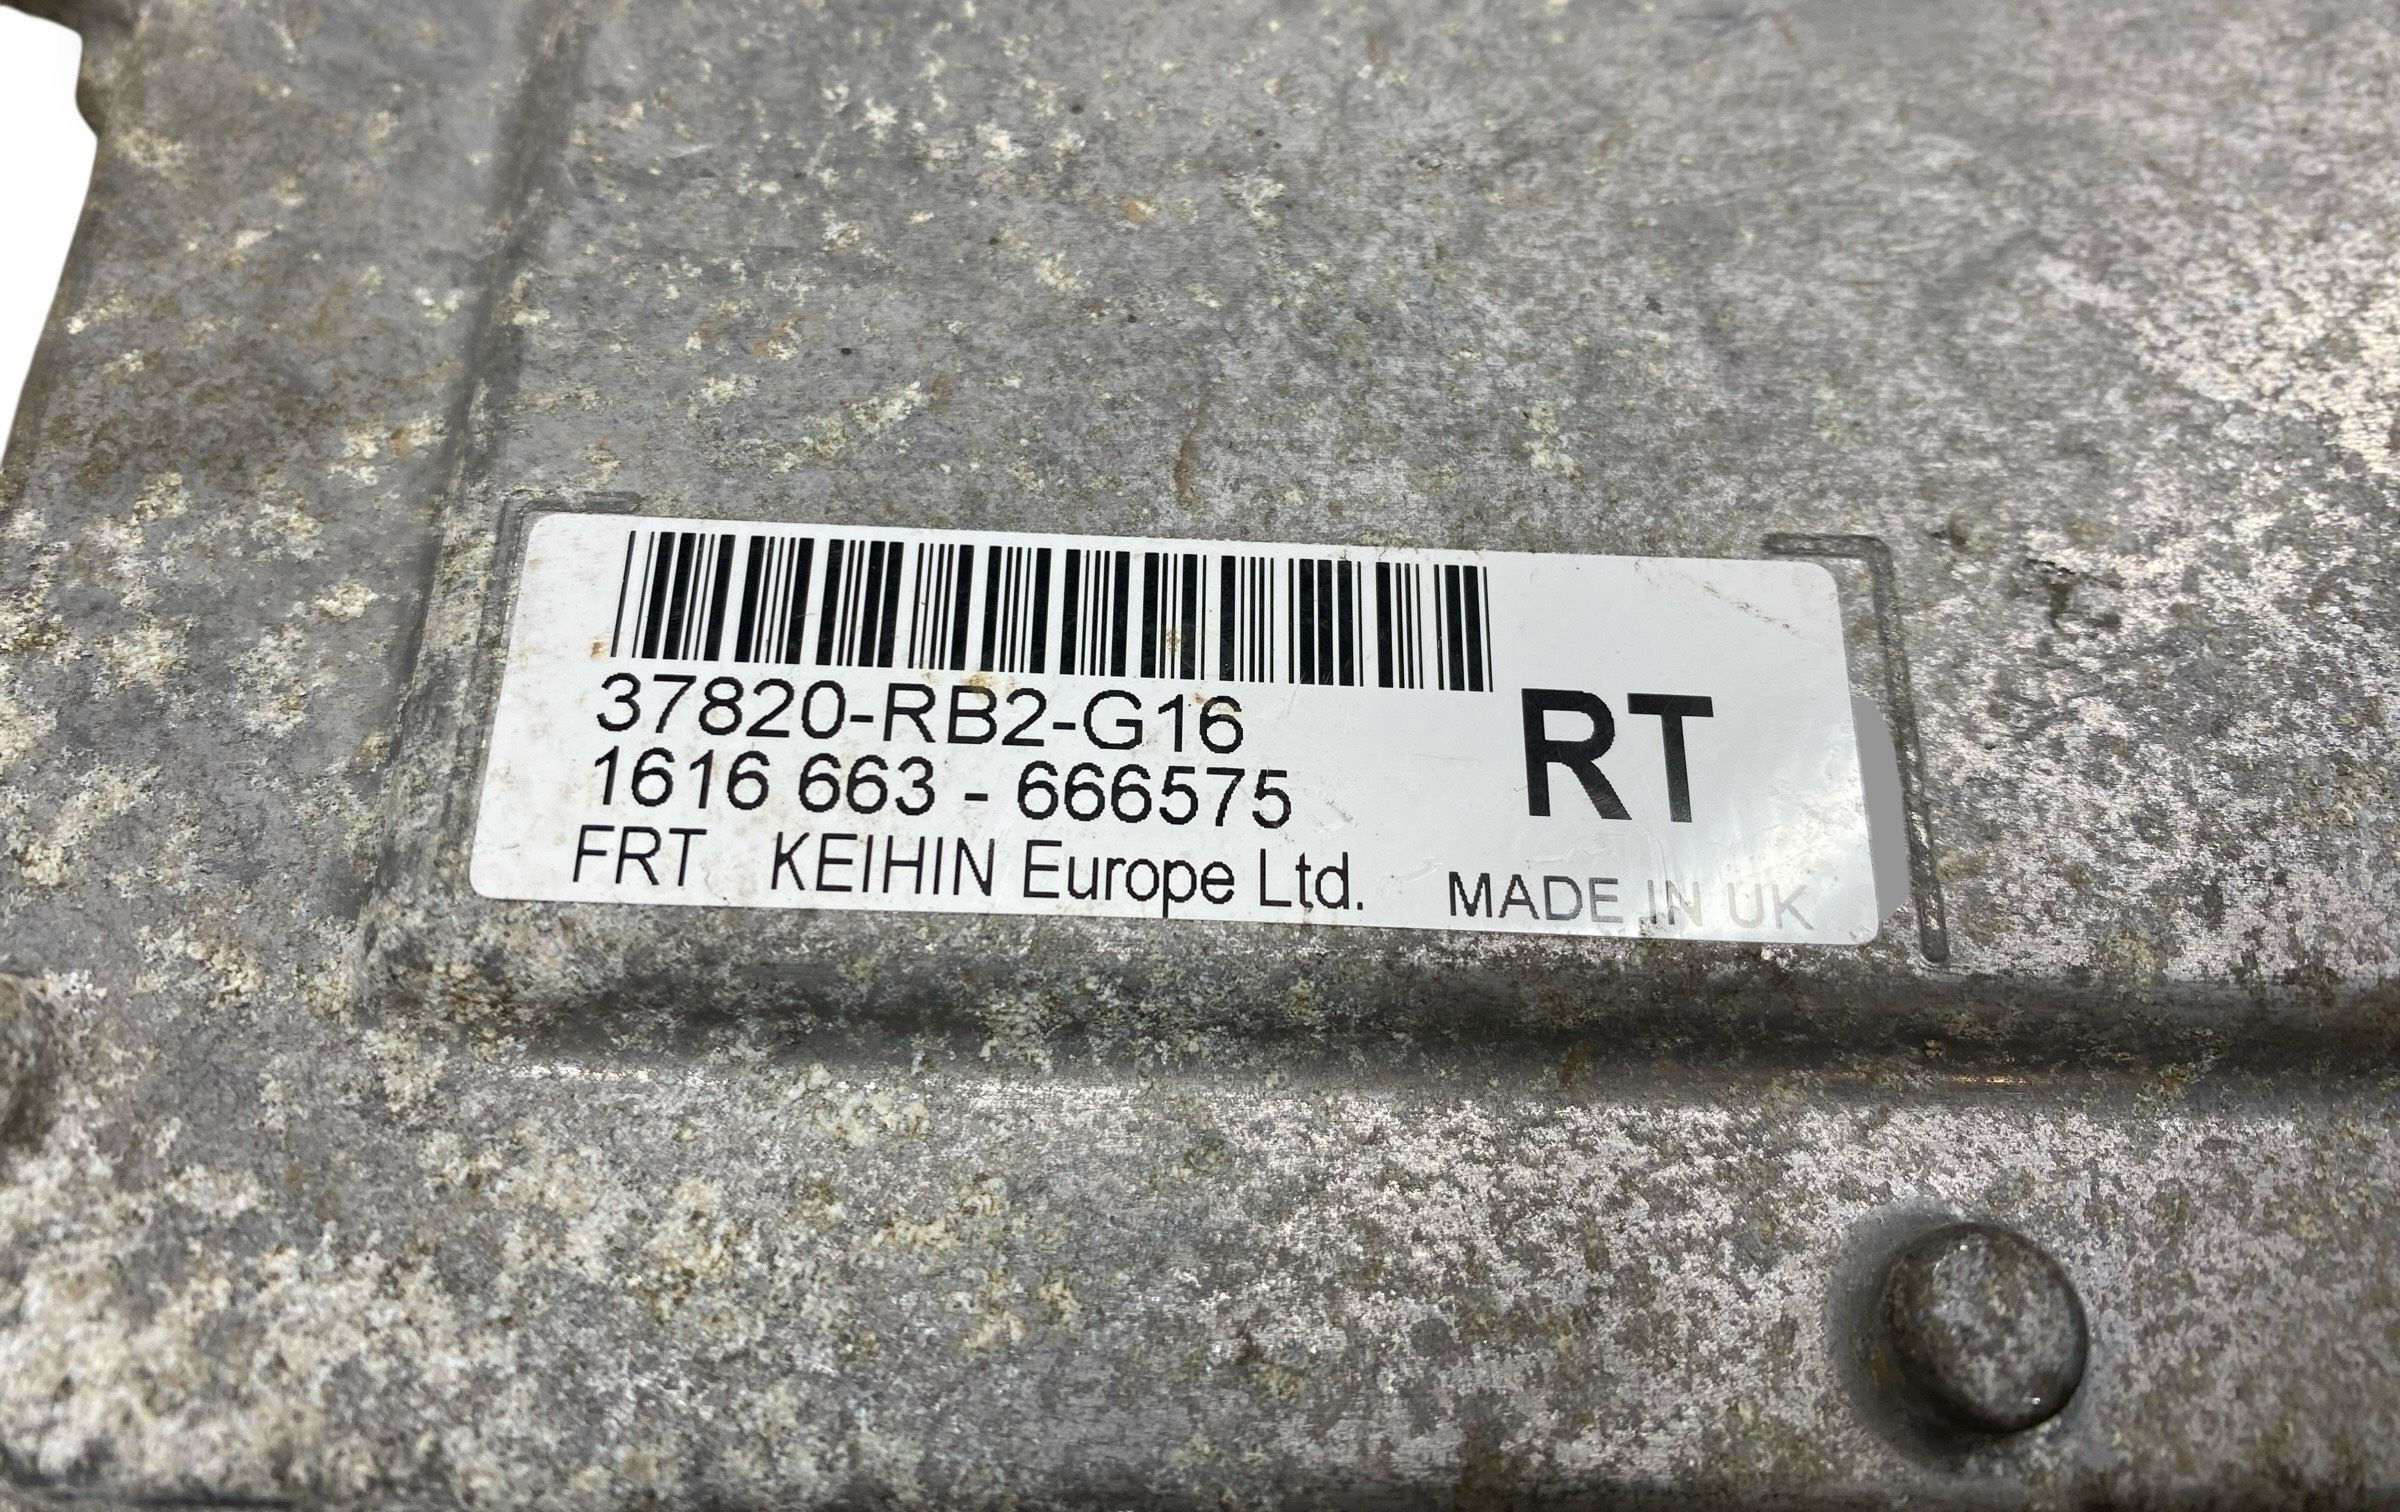 37820-RB2-G16
1616 663 - 666575
RT
FRT KEIHIN Europe Ltd.
MADE IN UK